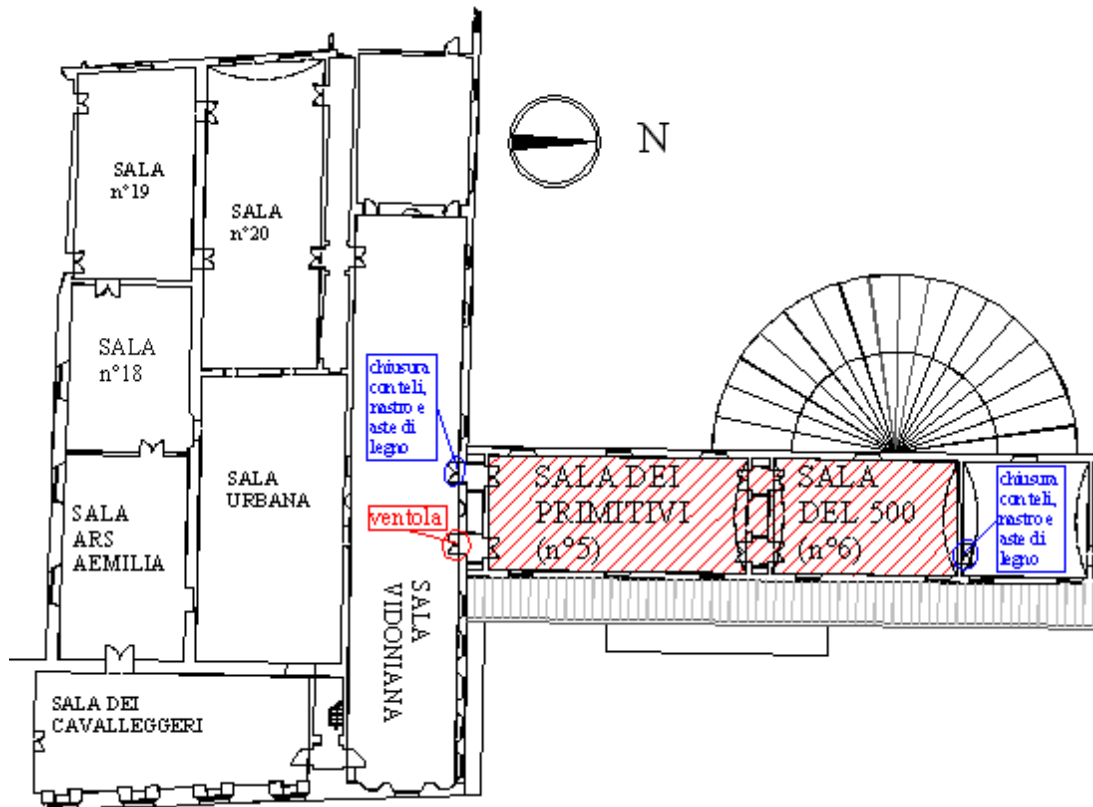 N
SALA
n°19
SALA
n°20
SALA
n°18
chiusura
con teli,
nastro e
aste di
legno
SALA DEI
PRIMITIVI
(n°5)
SALA
DEL 500
(n°6)
chiusura
con teli,
nastro e
aste di
legno
SALA
URBANA
SALA
ARS
AEMILIA
ventola
SALA
VIDONIANA
SALA DEI
CAVALLEGGERI